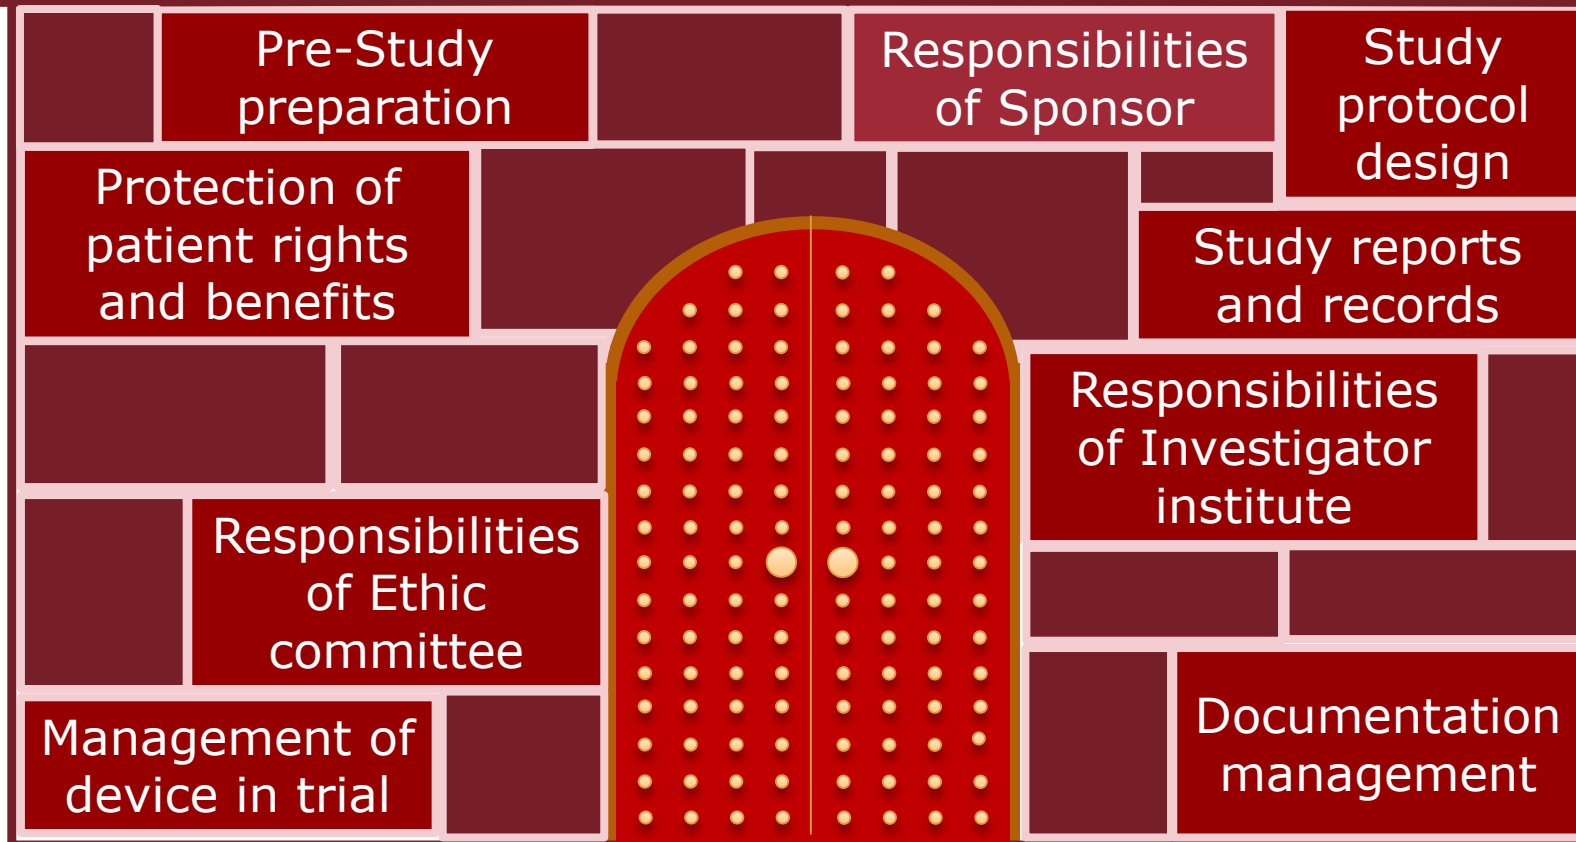 Pre-Study
preparation
Responsibilities
of Sponsor
Study
protocol
design
Protection of
patient rights
and benefits
Study reports
and records
Responsibilities
of Investigator
institute
Responsibilities
of Ethic
committee
Management of
device in trial
Documentation
management